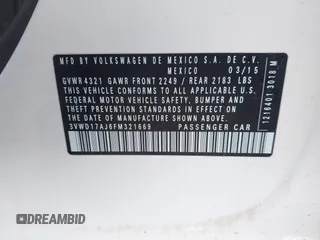 MFD BY VOLKSWAGEN DE MEXICO S.A. DE C.V.
MEXICO 03/15
GVWR 4321 GAWR FRONT 2249 / REAR 2183 LBS
THIS VEHICLE CONFORMS TO ALL APPLICABLE
FEDERAL MOTOR VEHICLE SAFETY, BUMPER AND
THEFT PREVENTION STANDARDS IN EFFECT ON
THE DATE OF MANUFACTURE SHOWN ABOVE.
3VWD17AJ6FM321669 PASSENGER CAR
1216401 3018 M
DREAMBID